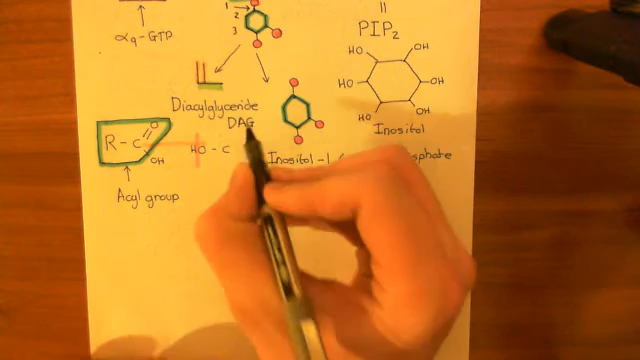 αq-GTP
1
2
3
=
PIP2
HO
OH
HO
OH
HO
OH
Inositol
Diacylglyceride
DAG
R - C
O
OH
HO - C
Inositol - 1
Acyl group